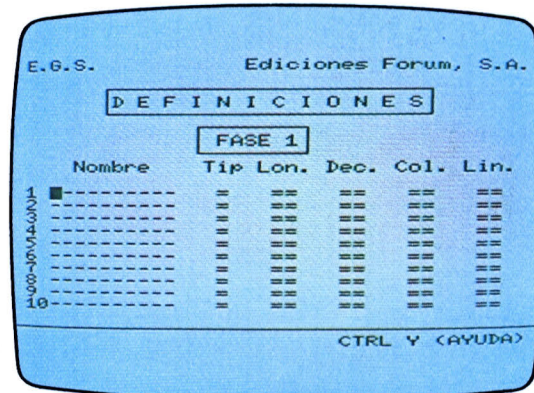 E.G.S. Ediciones Forum, S.A.
DEFINICIONES
FASE 1
Nombre Tip Lon. Dec. Col. Lin.
1 ■----------- = == == == ==
2 ------------ = == == == ==
3 ------------ = == == == ==
4 ------------ = == == == ==
5 ------------ = == == == ==
6 ------------ = == == == ==
7 ------------ = == == == ==
8 ------------ = == == == ==
9 ------------ = == == == ==
10------------ = == == == ==
CTRL Y (AYUDA)